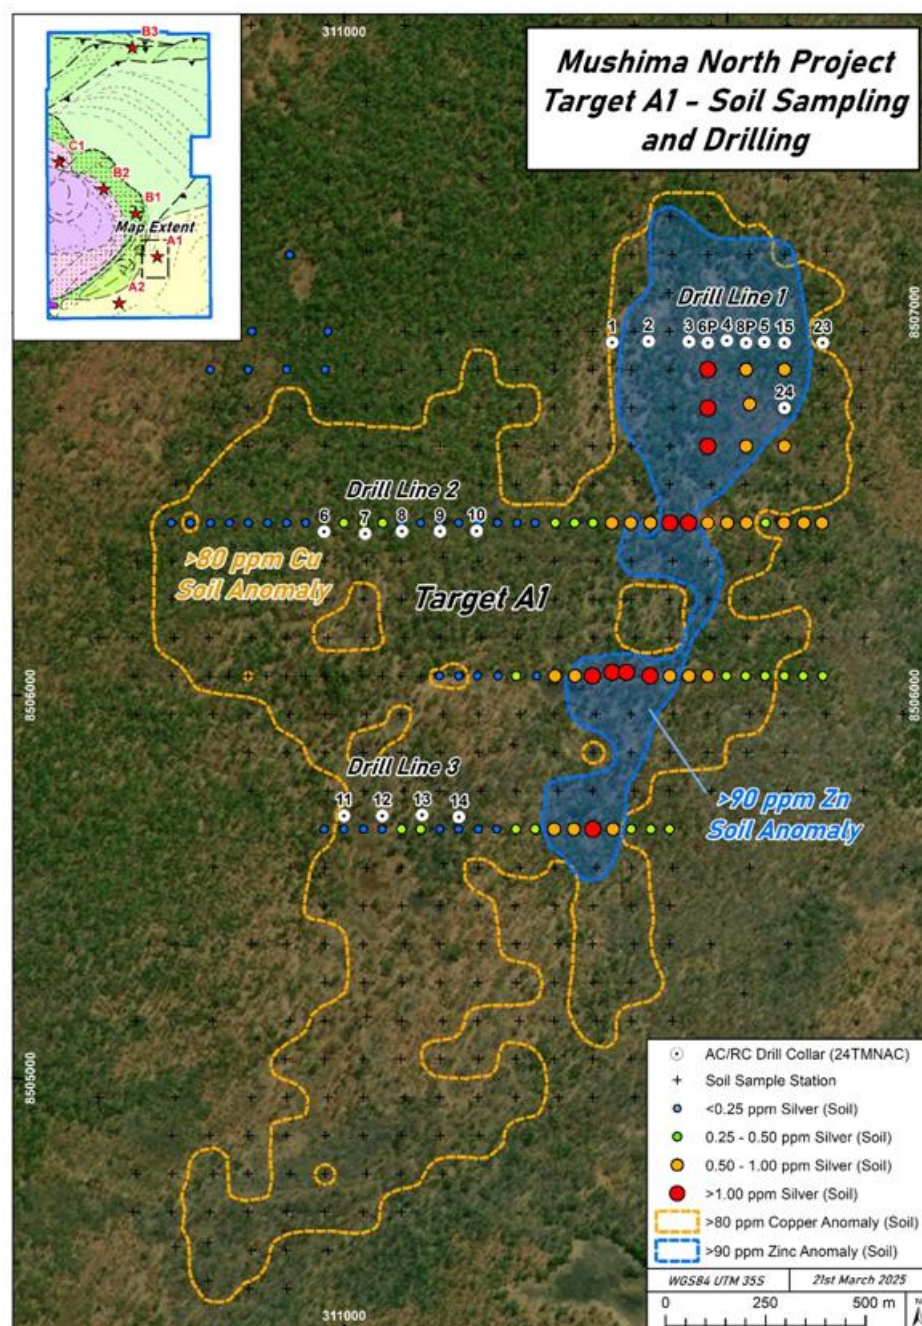 311000
Mushima North Project
Target A1 - Soil Sampling
and Drilling
B3
C1
B2
B1
Map Extent
A1
A2
Drill Line 1
8507000
1 2 3 6P 4 8P 5 15 23
24
Drill Line 2
6 7 8 9 10
>80 ppm Cu
Soil Anomaly
Target A1
8506000
8506000
Drill Line 3
11 12 13 14
>90 ppm Zn
Soil Anomaly
8505000
AC/RC Drill Collar (24TMNAC)
Soil Sample Station
<0.25 ppm Silver (Soil)
0.25 - 0.50 ppm Silver (Soil)
0.50 - 1.00 ppm Silver (Soil)
>1.00 ppm Silver (Soil)
>80 ppm Copper Anomaly (Soil)
>90 ppm Zinc Anomaly (Soil)
WGS84 UTM 35S
21st March 2025
0 250 500 m
N
311000